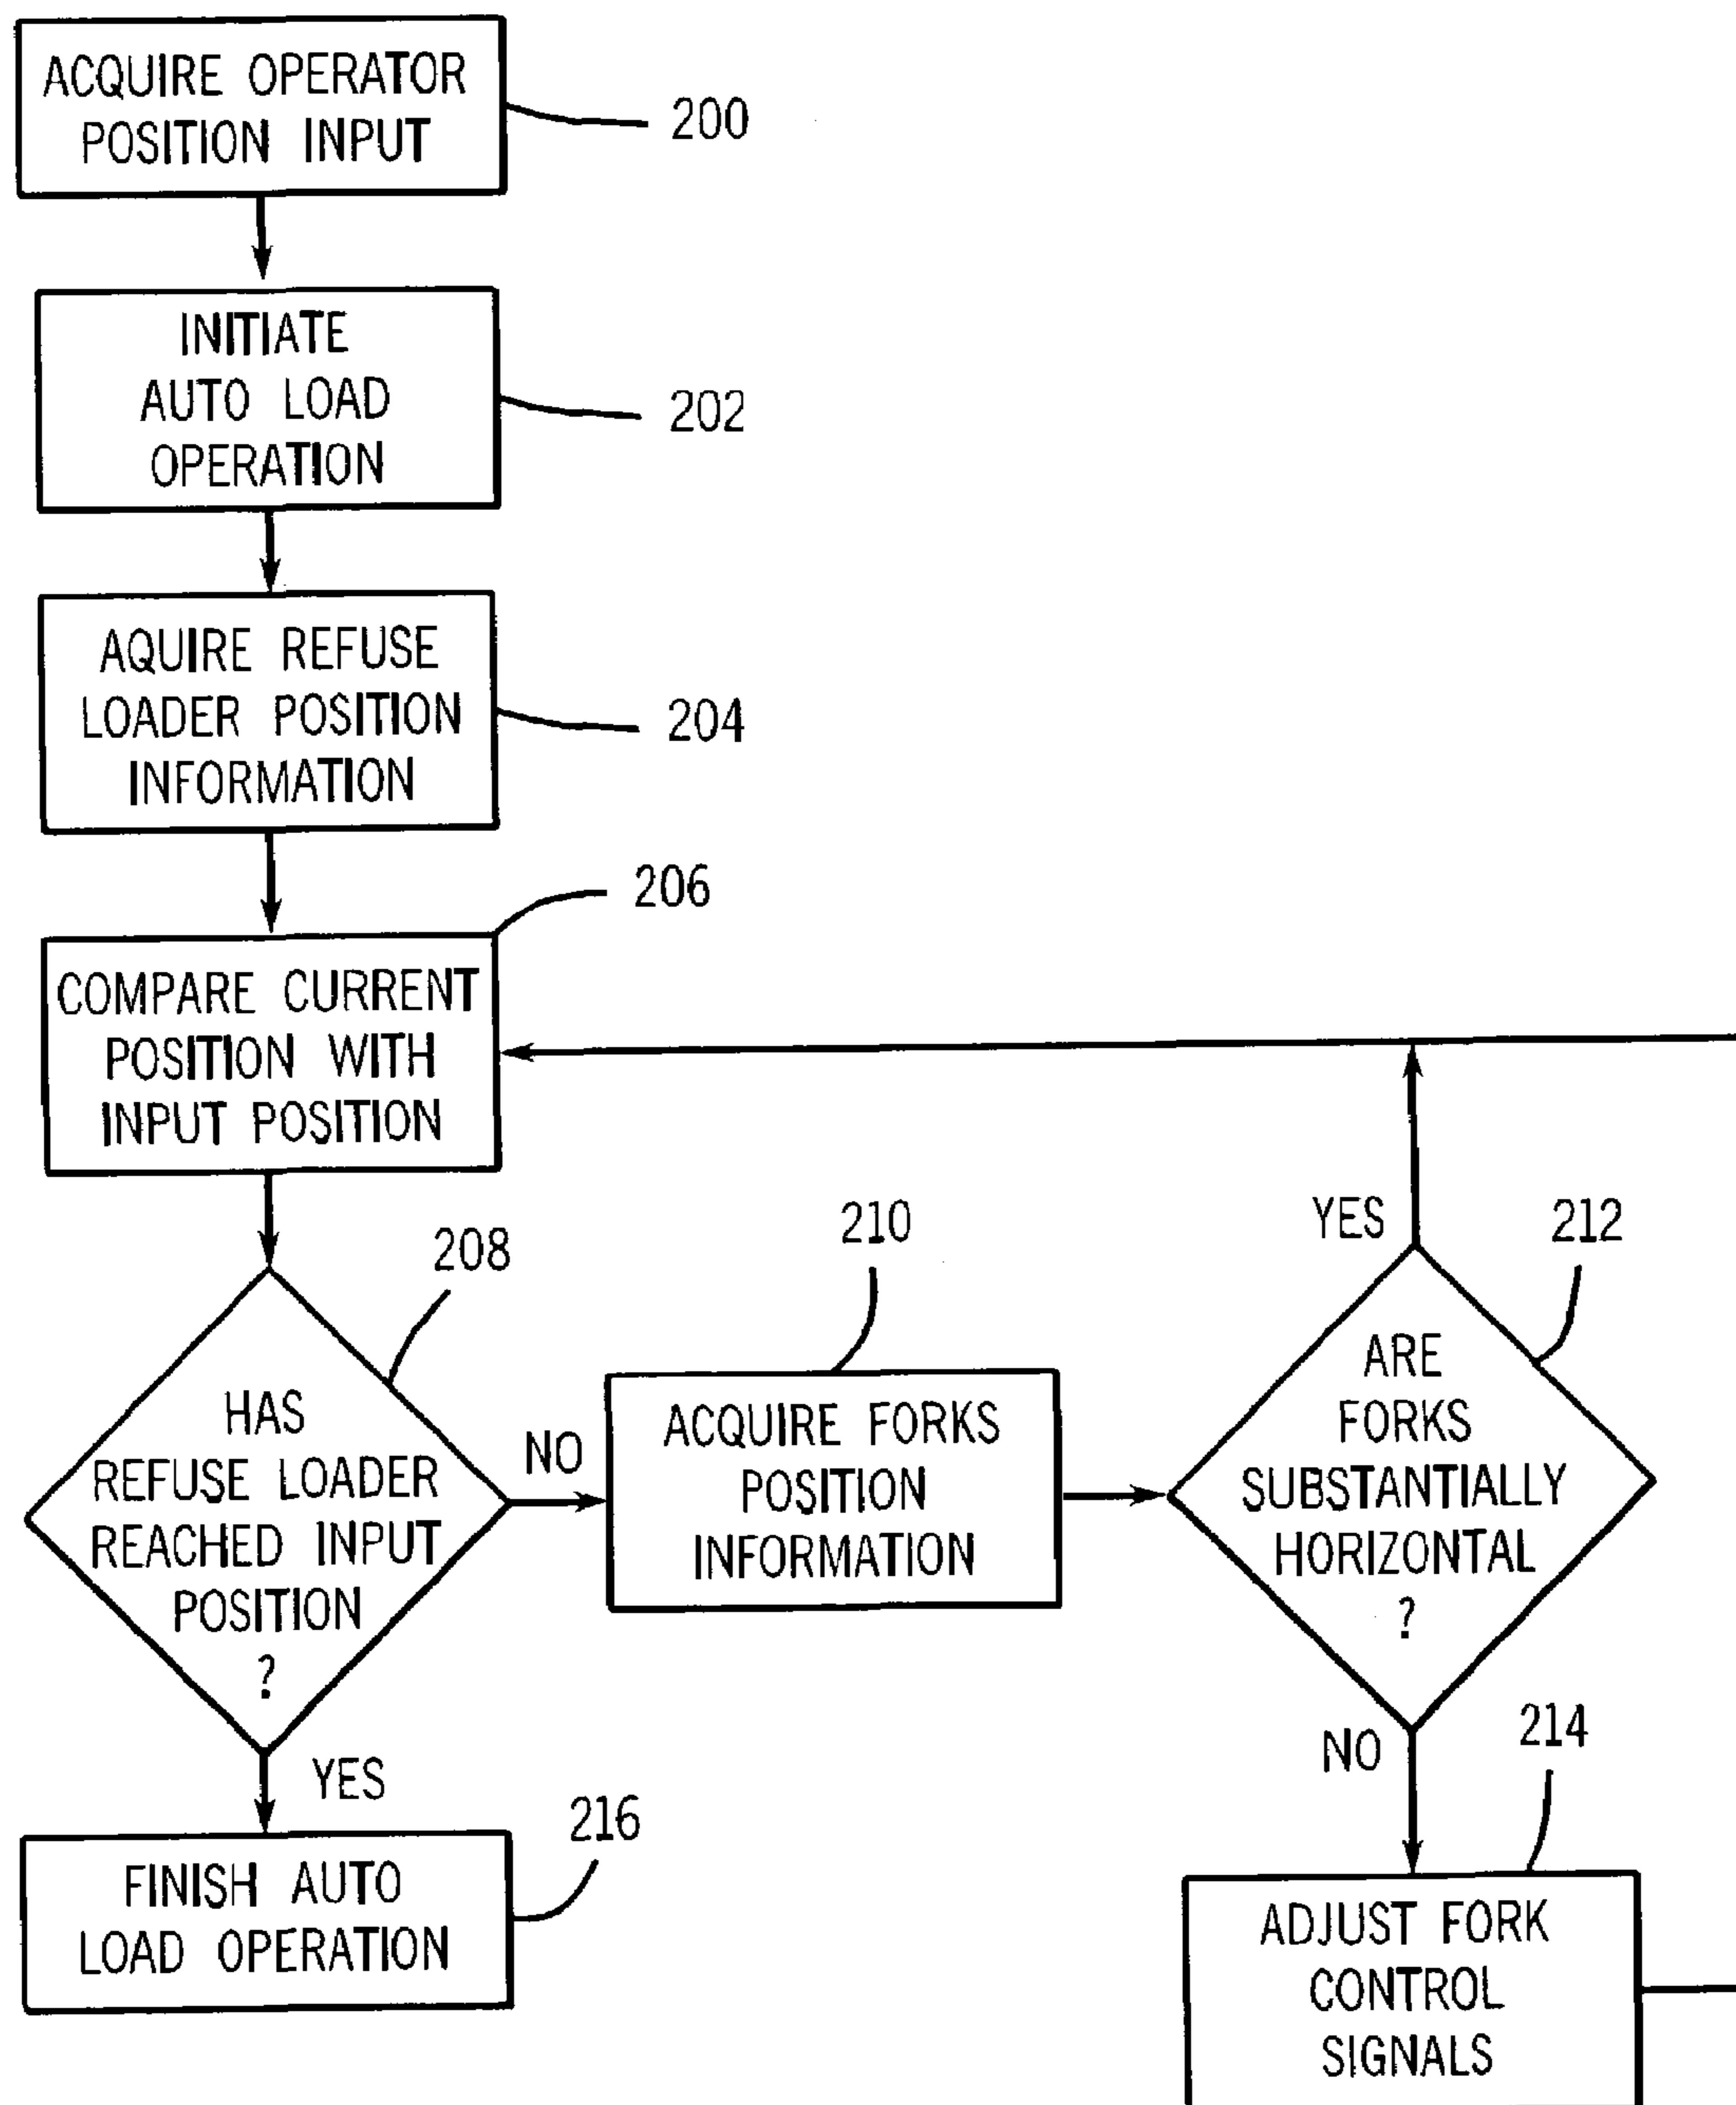 ACQUIRE OPERATOR
POSITION INPUT
200
INITIATE
AUTO LOAD
OPERATION
202
AQUIRE REFUSE
LOADER POSITION
INFORMATION
204
206
COMPARE CURRENT
POSITION WITH
INPUT POSITION
208
HAS
REFUSE LOADER
REACHED INPUT
POSITION
?
NO
YES
210
ACQUIRE FORKS
POSITION
INFORMATION
YES
212
ARE
FORKS
SUBSTANTIALLY
HORIZONTAL
?
NO
214
ADJUST FORK
CONTROL
SIGNALS
216
FINISH AUTO
LOAD OPERATION